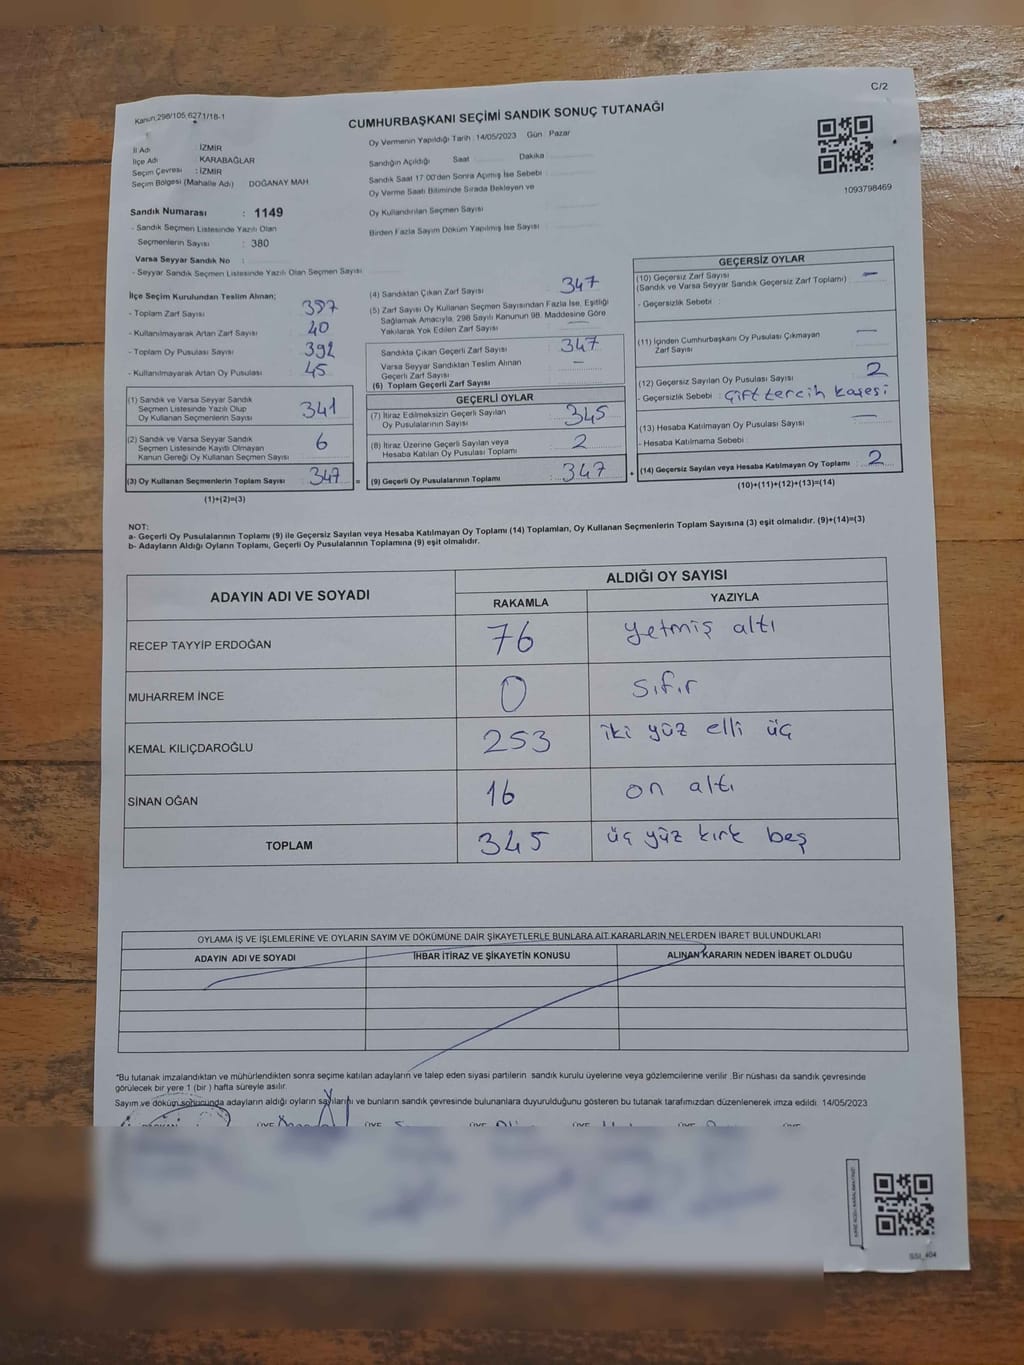 C/2
Kanun;298/105,6271/18-1
CUMHURBAŞKANI SEÇİMİ SANDIK SONUÇ TUTANAĞI
1093798469
İl Adı : İZMİR
İlçe Adı : KARABAĞLAR
Seçim Çevresi : İZMİR
Seçim Bölgesi (Mahalle Adı) DOĞANAY MAH
Sandık Numarası : 1149
- Sandık Seçmen Listesinde Yazılı Olan
Seçmenlerin Sayısı : 380
Varsa Seyyar Sandık No :
- Seyyar Sandık Seçmen Listesinde Yazılı Olan Seçmen Sayısı
Oy Vermenin Yapıldığı Tarih : 14/05/2023 Gün : Pazar
Sandığın Açıldığı Saat Dakika
Sandık Saat 17:00'den Sonra Açımış İse Sebebi :
Oy Verme Saati Bitiminde Sırada Bekleyen ve
Oy Kullandırılan Seçmen Sayısı
Birden Fazla Sayım Döküm Yapılmış İse Sayısı :
İlçe Seçim Kurulundan Teslim Alınan;
- Toplam Zarf Sayısı : 387
- Kullanılmayarak Artan Zarf Sayısı : 40
- Toplam Oy Pusulası Sayısı : 392
- Kullanılmayarak Artan Oy Pusulası : 45
(1) Sandık ve Varsa Seyyar Sandık
Seçmen Listesinde Yazılı Olup
Oy Kullanan Seçmenlerin Sayısı 341
(2) Sandık ve Varsa Seyyar Sandık
Seçmen Listesinde Kayıtlı Olmayan
Kanun Gereği Oy Kullanan Seçmen Sayısı 6
(3) Oy Kullanan Seçmenlerin Toplam Sayısı : 347 =
(1)+(2)=(3)
(4) Sandıktan Çıkan Zarf Sayısı : 347
(5) Zarf Sayısı Oy Kullanan Seçmen Sayısından Fazla İse, Eşitliği
Sağlamak Amacıyla, 298 Sayılı Kanunun 98. Maddesine Göre
Yakılarak Yok Edilen Zarf Sayısı : —
Sandıkta Çıkan Geçerli Zarf Sayısı : 347
Varsa Seyyar Sandıktan Teslim Alınan
Geçerli Zarf Sayısı : —
(6) Toplam Geçerli Zarf Sayısı
GEÇERLİ OYLAR
(7) İtiraz Edilmeksizin Geçerli Sayılan
Oy Pusulalarının Sayısı : 345
(8) İtiraz Üzerine Geçerli Sayılan veya
Hesaba Katılan Oy Pusulası Toplamı : 2
(9) Geçerli Oy Pusulalarının Toplamı : 347 +
GEÇERSİZ OYLAR
(10) Geçersiz Zarf Sayısı : —
(Sandık ve Varsa Seyyar Sandık Geçersiz Zarf Toplamı)
- Geçersizlik Sebebi :
(11) İçinden Cumhurbaşkanı Oy Pusulası Çıkmayan : —
Zarf Sayısı
(12) Geçersiz Sayılan Oy Pusulası Sayısı : 2
- Geçersizlik Sebebi : Çift tercih kaşesi
(13) Hesaba Katılmayan Oy Pusulası Sayısı : —
- Hesaba Katılmama Sebebi :
(14) Geçersiz Sayılan veya Hesaba Katılmayan Oy Toplamı : 2
(10)+(11)+(12)+(13)=(14)
NOT:
a- Geçerli Oy Pusulalarının Toplamı (9) ile Geçersiz Sayılan veya Hesaba Katılmayan Oy Toplamı (14) Toplamları, Oy Kullanan Seçmenlerin Toplam Sayısına (3) eşit olmalıdır. (9)+(14)=(3)
b- Adayların Aldığı Oyların Toplamı, Geçerli Oy Pusulalarının Toplamına (9) eşit olmalıdır.
ADAYIN ADI VE SOYADI
ALDIĞI OY SAYISI
RAKAMLA YAZIYLA
RECEP TAYYİP ERDOĞAN 76 yetmiş altı
MUHARREM İNCE 0 sıfır
KEMAL KILIÇDAROĞLU 253 iki yüz elli üç
SİNAN OĞAN 16 on altı
TOPLAM 345 üç yüz kırk beş
OYLAMA İŞ VE İŞLEMLERİNE VE OYLARIN SAYIM VE DÖKÜMÜNE DAİR ŞİKAYETLERLE BUNLARA AİT KARARLARIN NELERDEN İBARET BULUNDUKLARI
ADAYIN ADI VE SOYADI İHBAR İTİRAZ VE ŞİKAYETİN KONUSU ALINAN KARARIN NEDEN İBARET OLDUĞU
*Bu tutanak imzalandıktan ve mühürlendikten sonra seçime katılan adayların ve talep eden siyasi partilerin sandık kurulu üyelerine veya gözlemcilerine verilir .Bir nüshası da sandık çevresinde
görülecek bir yere 1 (bir ) hafta süreyle asılır.
Sayım ve döküm sonucunda adayların aldığı oyların sayılarını ve bunların sandık çevresinde bulunanlara duyurulduğunu gösteren bu tutanak tarafımızdan düzenlenerek imza edildi. 14/05/2023
BAŞKAN ÜYE ÜYE ÜYE ÜYE ÜYE ÜYE
SSI_404